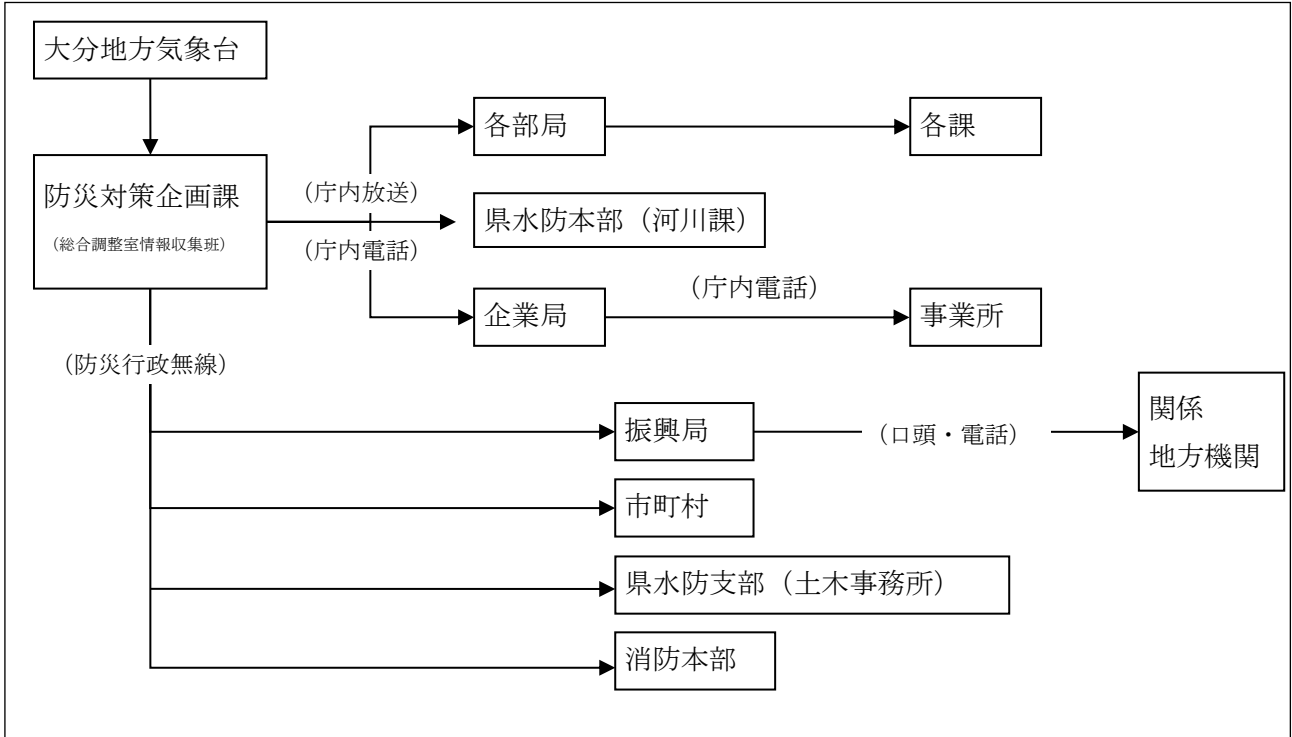 大分地方気象台
各部局
各課
防災対策企画課
（総合調整室情報収集班）
（庁内放送）
県水防本部（河川課）
（庁内電話）
企業局
（庁内電話）
事業所
（防災行政無線）
振興局
（口頭・電話）
関係
地方機関
市町村
県水防支部（土木事務所）
消防本部